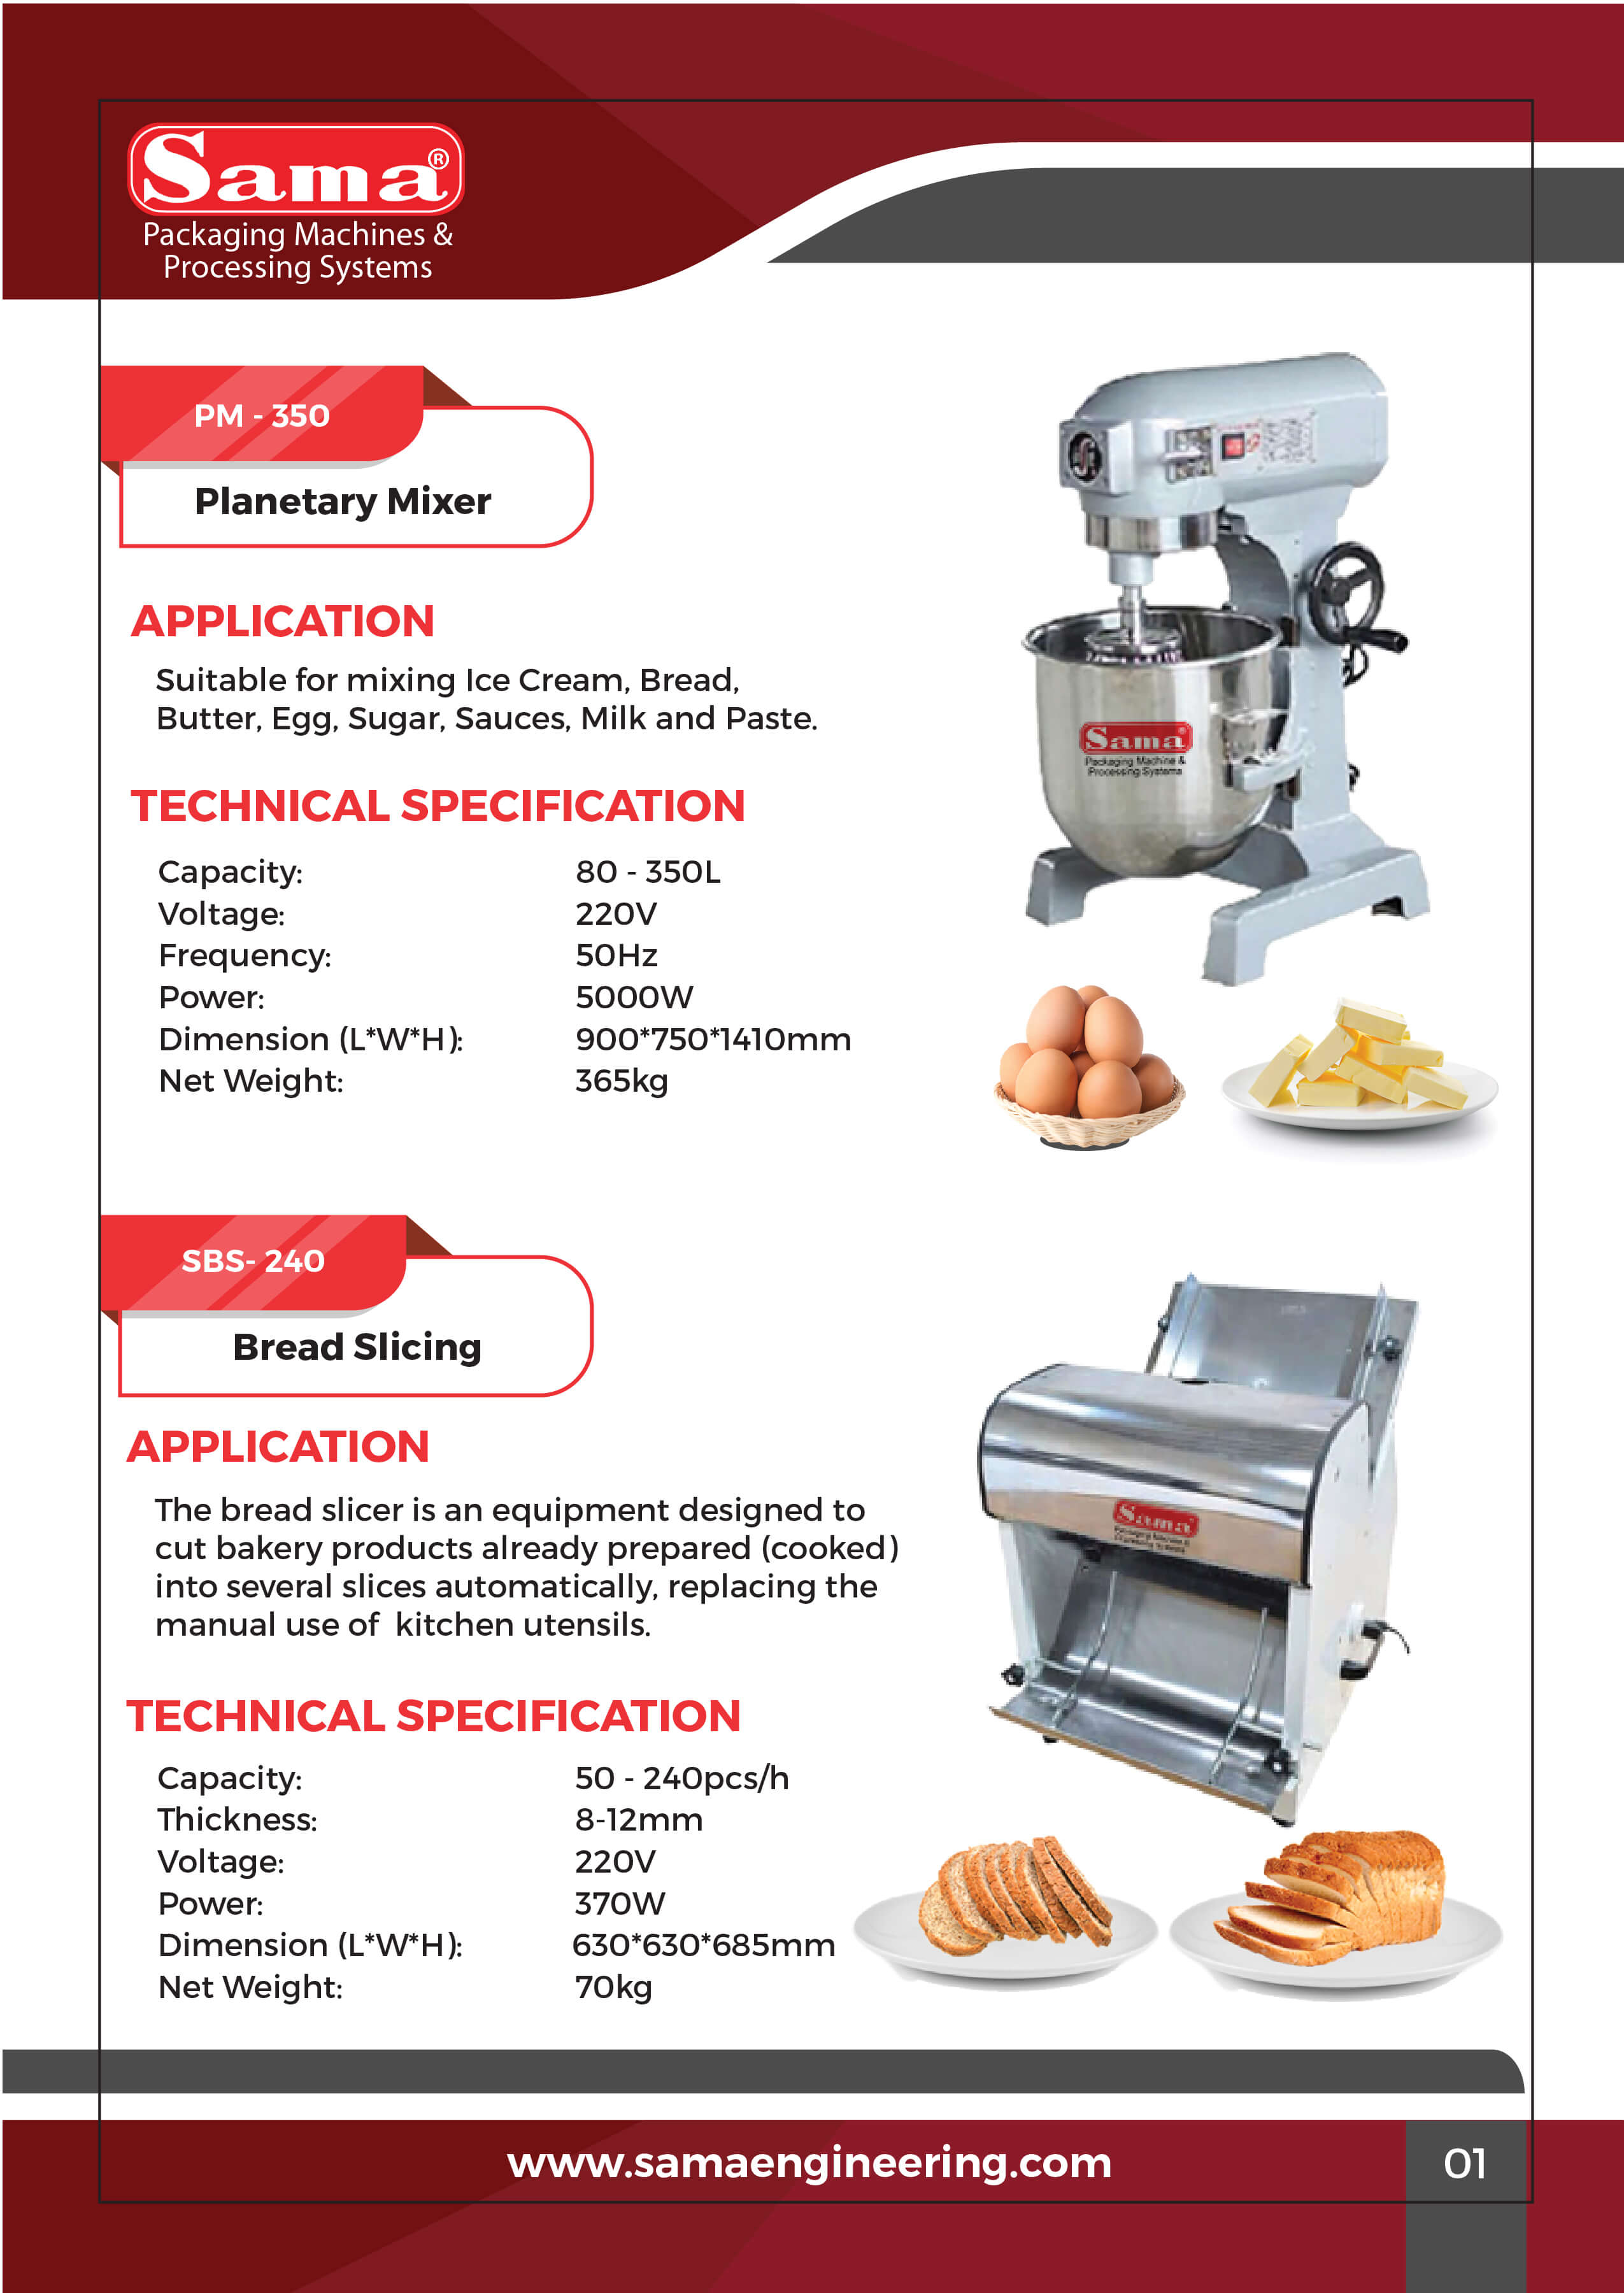 Sama®
Packaging Machines &
Processing Systems
PM - 350
Planetary Mixer
APPLICATION
Suitable for mixing Ice Cream, Bread,
Butter, Egg, Sugar, Sauces, Milk and Paste.
Sama
Packaging Machine &
Processing Systems
TECHNICAL SPECIFICATION
Capacity: 80 - 350L
Voltage: 220V
Frequency: 50Hz
Power: 5000W
Dimension (L*W*H): 900*750*1410mm
Net Weight: 365kg
SBS- 240
Bread Slicing
APPLICATION
The bread slicer is an equipment designed to
cut bakery products already prepared (cooked)
into several slices automatically, replacing the
manual use of kitchen utensils.
Sama
TECHNICAL SPECIFICATION
Capacity: 50 - 240pcs/h
Thickness: 8-12mm
Voltage: 220V
Power: 370W
Dimension (L*W*H): 630*630*685mm
Net Weight: 70kg
www.samaengineering.com
01